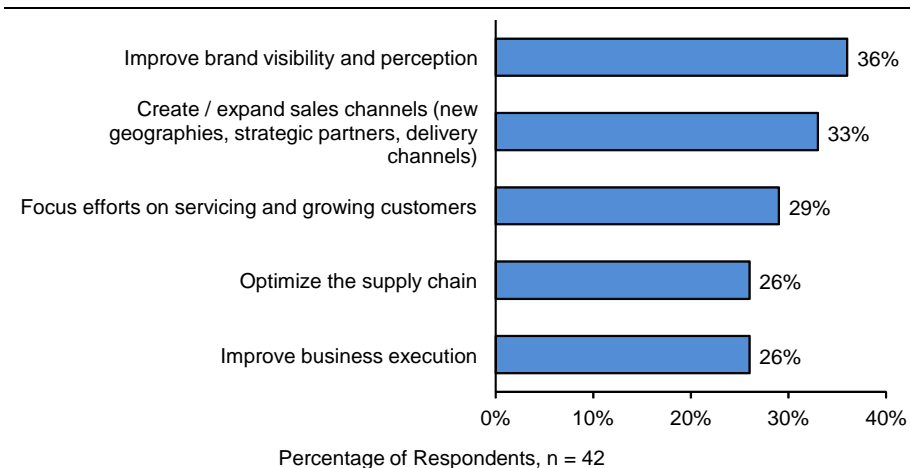 Improve brand visibility and perception
36%
Create / expand sales channels (new
geographies, strategic partners, delivery
channels)
33%
Focus efforts on servicing and growing customers
29%
Optimize the supply chain
26%
Improve business execution
26%
0% 10% 20% 30% 40%
Percentage of Respondents, n = 42